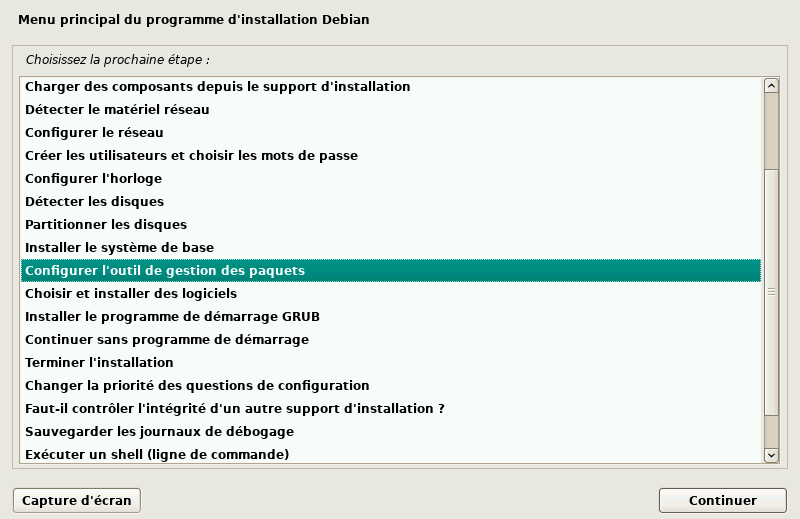 Menu principal du programme d'installation Debian
Choisissez la prochaine étape :
Charger des composants depuis le support d'installation
Détecter le matériel réseau
Configurer le réseau
Créer les utilisateurs et choisir les mots de passe
Configurer l'horloge
Détecter les disques
Partitionner les disques
Installer le système de base
Configurer l'outil de gestion des paquets
Choisir et installer des logiciels
Installer le programme de démarrage GRUB
Continuer sans programme de démarrage
Terminer l'installation
Changer la priorité des questions de configuration
Faut-il contrôler l'intégrité d'un autre support d'installation ?
Sauvegarder les journaux de débogage
Exécuter un shell (ligne de commande)
Capture d'écran
Continuer